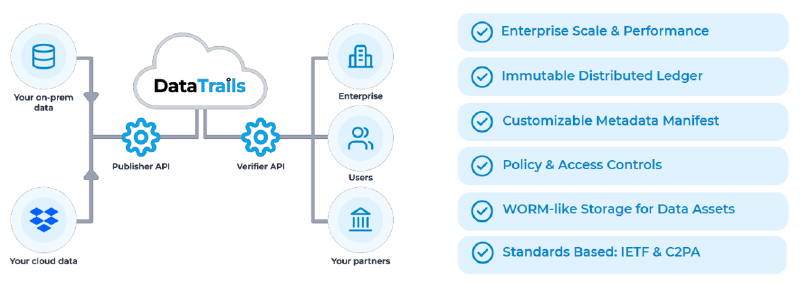 DataTrails
Your on-prem
data
Publisher API
Verifier API
Your cloud data
Enterprise
Users
Your partners
Enterprise Scale & Performance
Immutable Distributed Ledger
Customizable Metadata Manifest
Policy & Access Controls
WORM-like Storage for Data Assets
Standards Based: IETF & C2PA